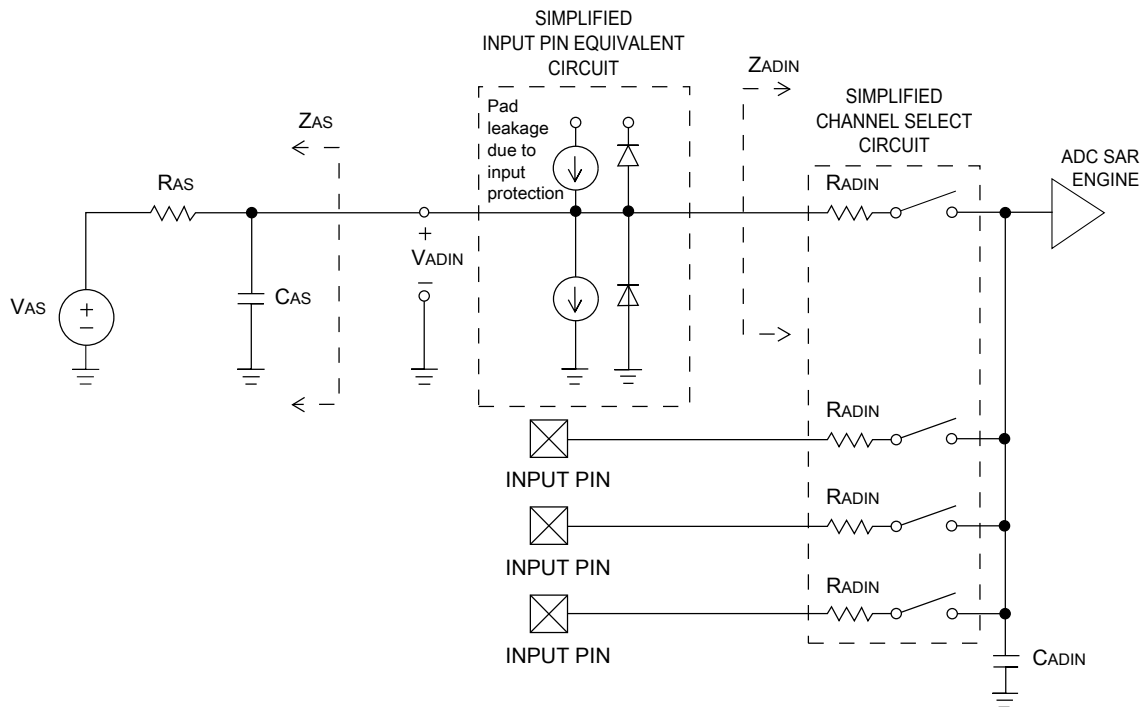 SIMPLIFIED
INPUT PIN EQUIVALENT
CIRCUIT
Pad
leakage
due to
input
protection
ZAS
RAS
VAS
+
−
CAS
+
VADIN
−
ZADIN
SIMPLIFIED
CHANNEL SELECT
CIRCUIT
RADIN
ADC SAR
ENGINE
RADIN
INPUT PIN
RADIN
INPUT PIN
RADIN
INPUT PIN
CADIN